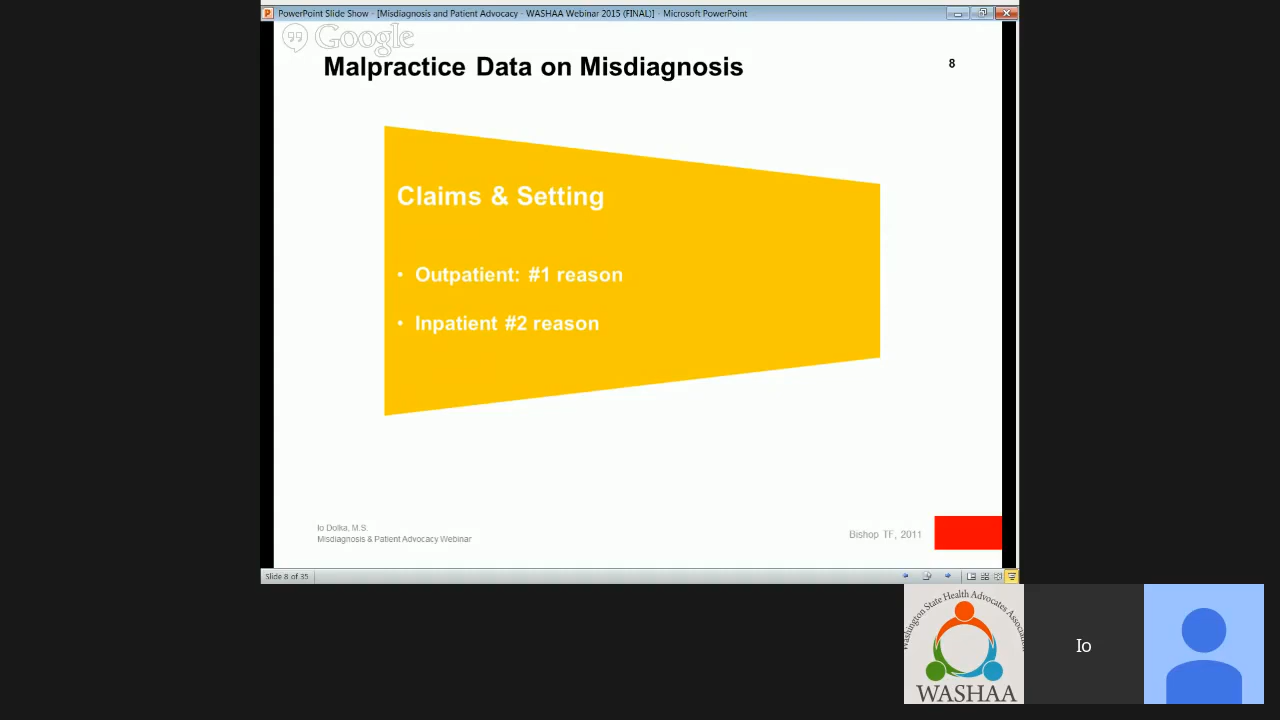 PowerPoint Slide Show - [Misdiagnosis and Patient Advocacy - WASHAA Webinar 2015 (FINAL)] - Microsoft PowerPoint
Google
Malpractice Data on Misdiagnosis
8
Claims & Setting
• Outpatient: #1 reason
• Inpatient #2 reason
Io Dolka, M.S.
Misdiagnosis & Patient Advocacy Webinar
Bishop TF, 2011
Slide 8 of 35
Washington State Health Advocates
WASHAA
Io